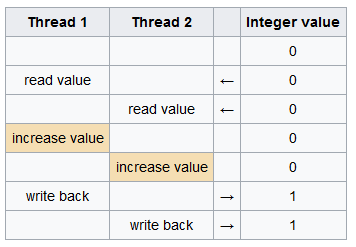 Thread 1 Thread 2 Integer value
0
read value ← 0
read value ← 0
increase value 0
increase value 0
write back → 1
write back → 1